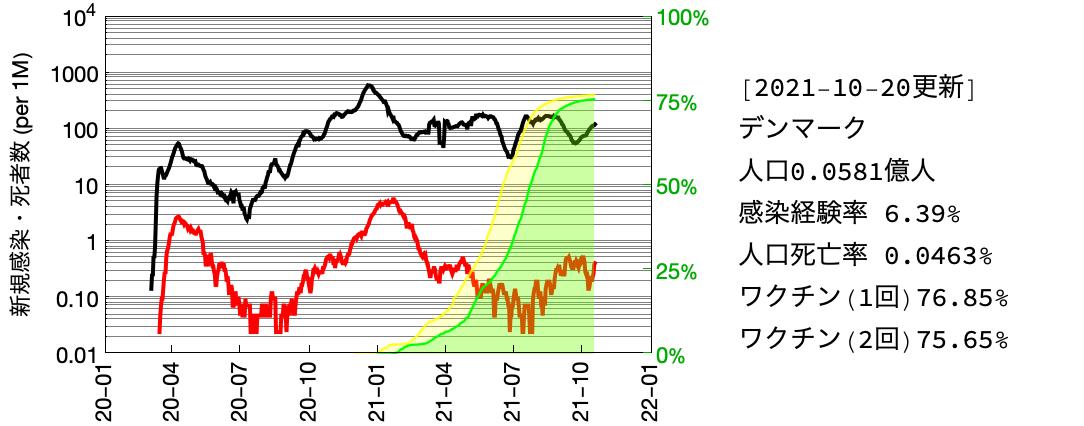 新規感染・死者数 (per 1M)
10^4
1000
100
10
1
0.10
0.01
100%
75%
50%
25%
0%
20-01
20-04
20-07
20-10
21-01
21-04
21-07
21-10
22-01
[2021-10-20更新]
デンマーク
人口0.0581億人
感染経験率 6.39%
人口死亡率 0.0463%
ワクチン(1回)76.85%
ワクチン(2回)75.65%